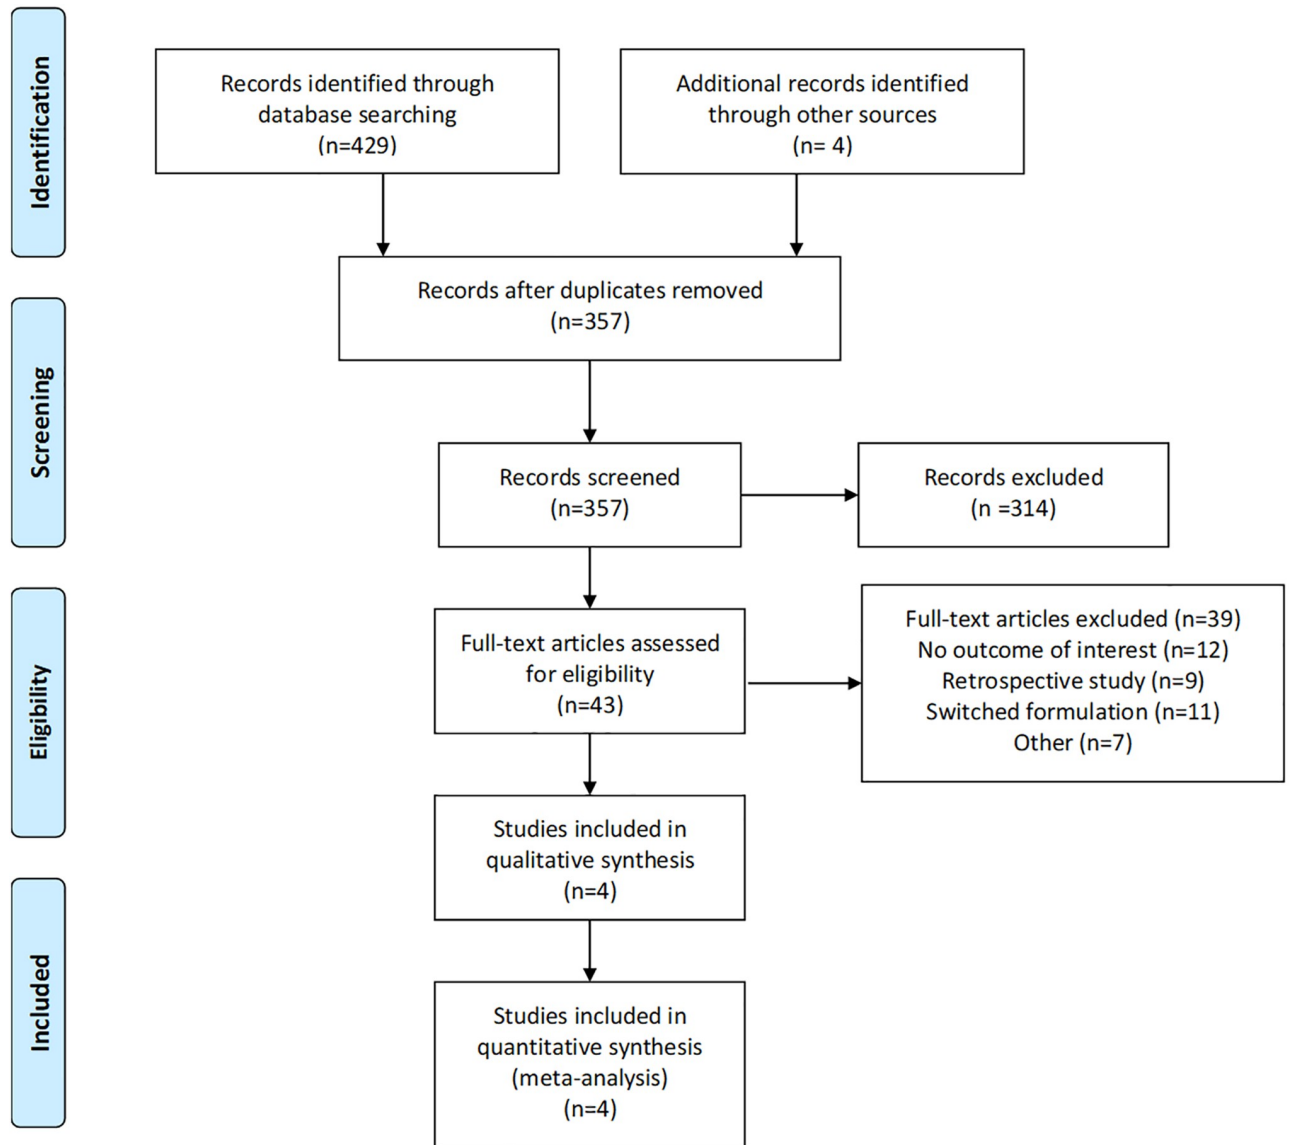 Identification
Records identified through
database searching
(n=429)
Additional records identified
through other sources
(n= 4)
Records after duplicates removed
(n=357)
Screening
Records screened
(n=357)
Records excluded
(n =314)
Eligibility
Full-text articles assessed
for eligibility
(n=43)
Full-text articles excluded (n=39)
No outcome of interest (n=12)
Retrospective study (n=9)
Switched formulation (n=11)
Other (n=7)
Studies included in
qualitative synthesis
(n=4)
Included
Studies included in
quantitative synthesis
(meta-analysis)
(n=4)